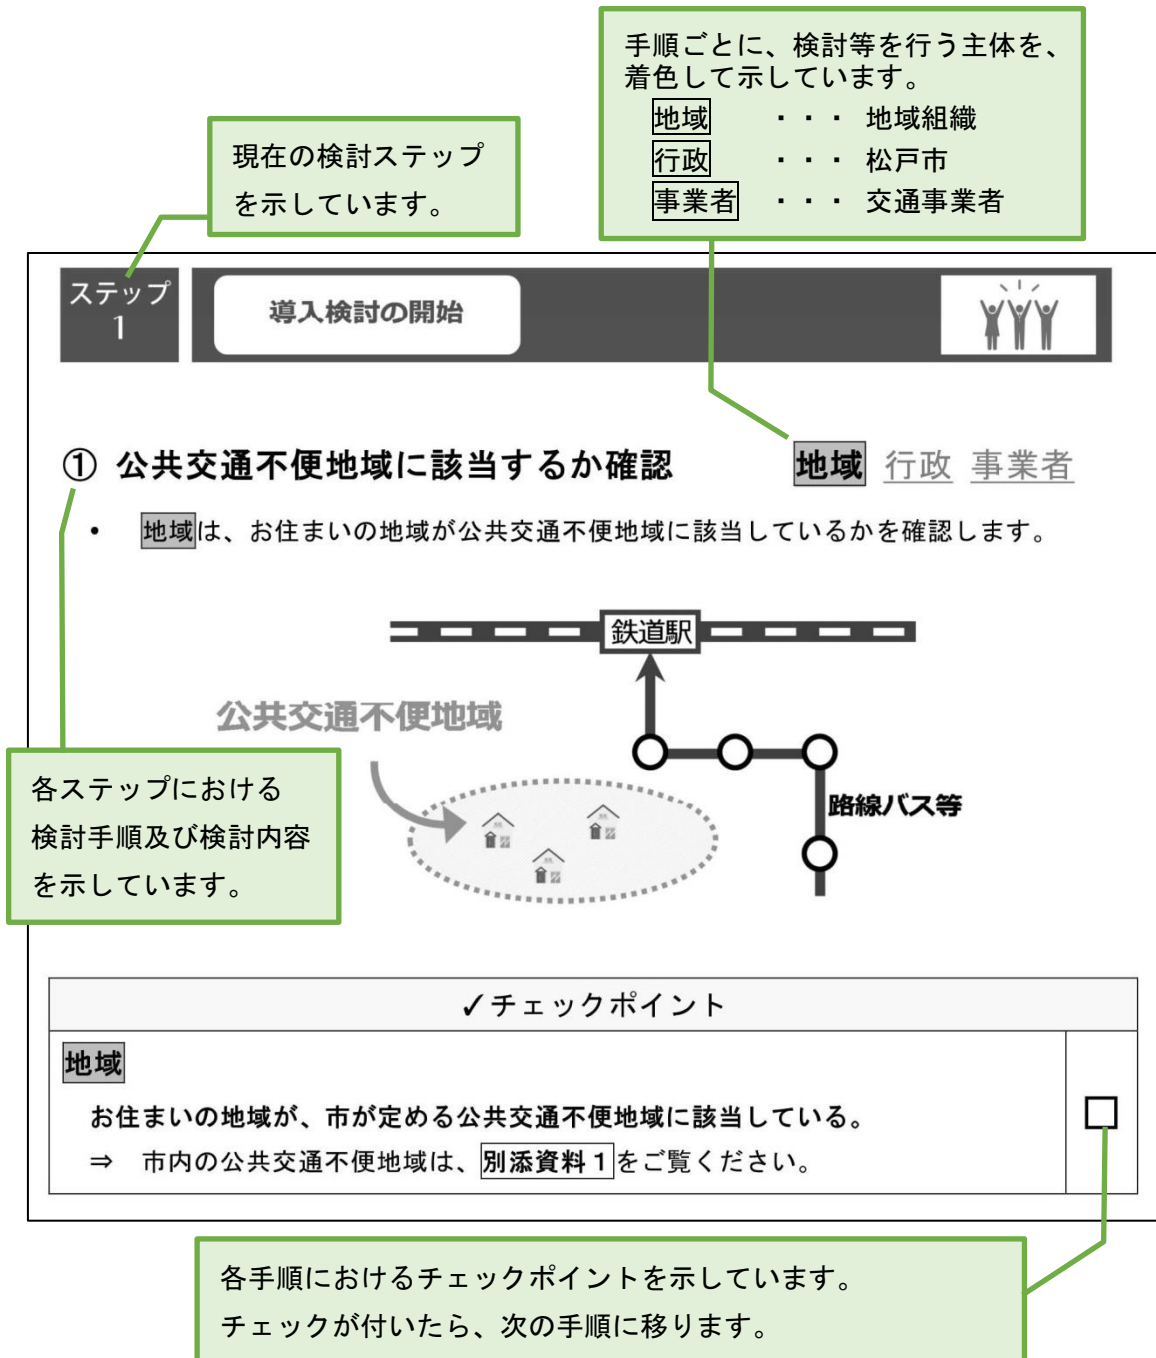 手順ごとに、検討等を行う主体を、
着色して示しています。
地域 ・・・ 地域組織
行政 ・・・ 松戸市
事業者 ・・・ 交通事業者
現在の検討ステップ
を示しています。
ステップ
1
導入検討の開始
① 公共交通不便地域に該当するか確認 地域 行政 事業者
• 地域は、お住まいの地域が公共交通不便地域に該当しているかを確認します。
鉄道駅
公共交通不便地域
路線バス等
各ステップにおける
検討手順及び検討内容
を示しています。
✓チェックポイント
地域
お住まいの地域が、市が定める公共交通不便地域に該当している。
⇒ 市内の公共交通不便地域は、別添資料1をご覧ください。
□
各手順におけるチェックポイントを示しています。
チェックが付いたら、次の手順に移ります。